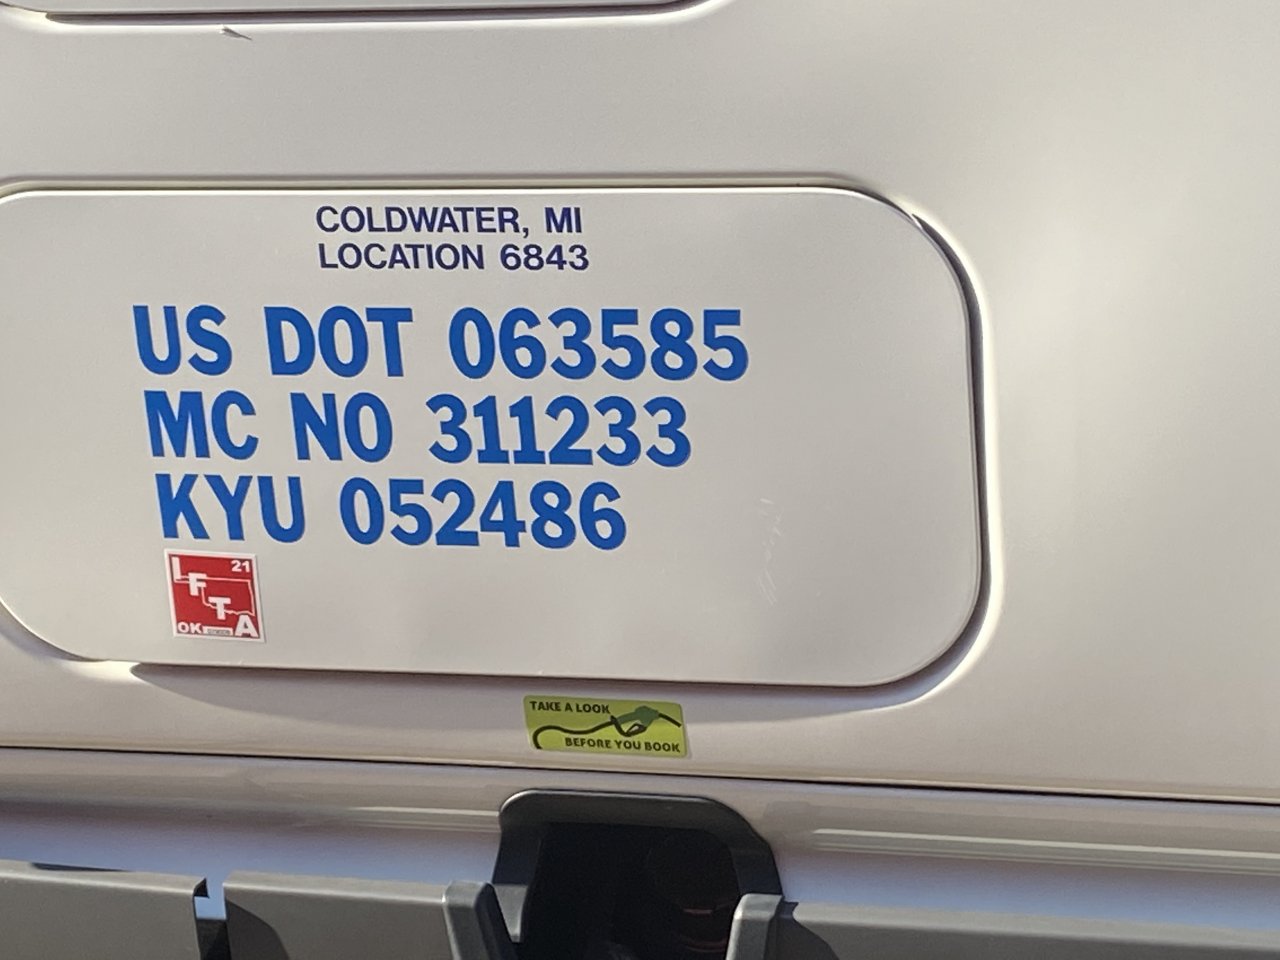 COLDWATER, MI
LOCATION 6843
US DOT 063585
MC NO 311233
KYU 052486
21
IFTA
OK
TAKE A LOOK
BEFORE YOU BOOK